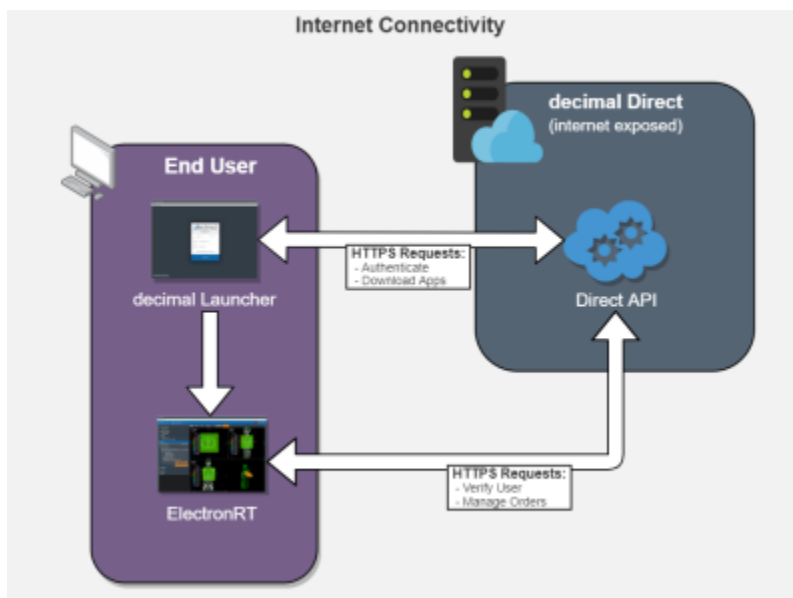 Internet Connectivity
decimal Direct
(internet exposed)
End User
HTTPS Requests:
- Authenticate
- Download Apps
decimal Launcher
Direct API
HTTPS Requests:
- Verify User
- Manage Orders
ElectronRT